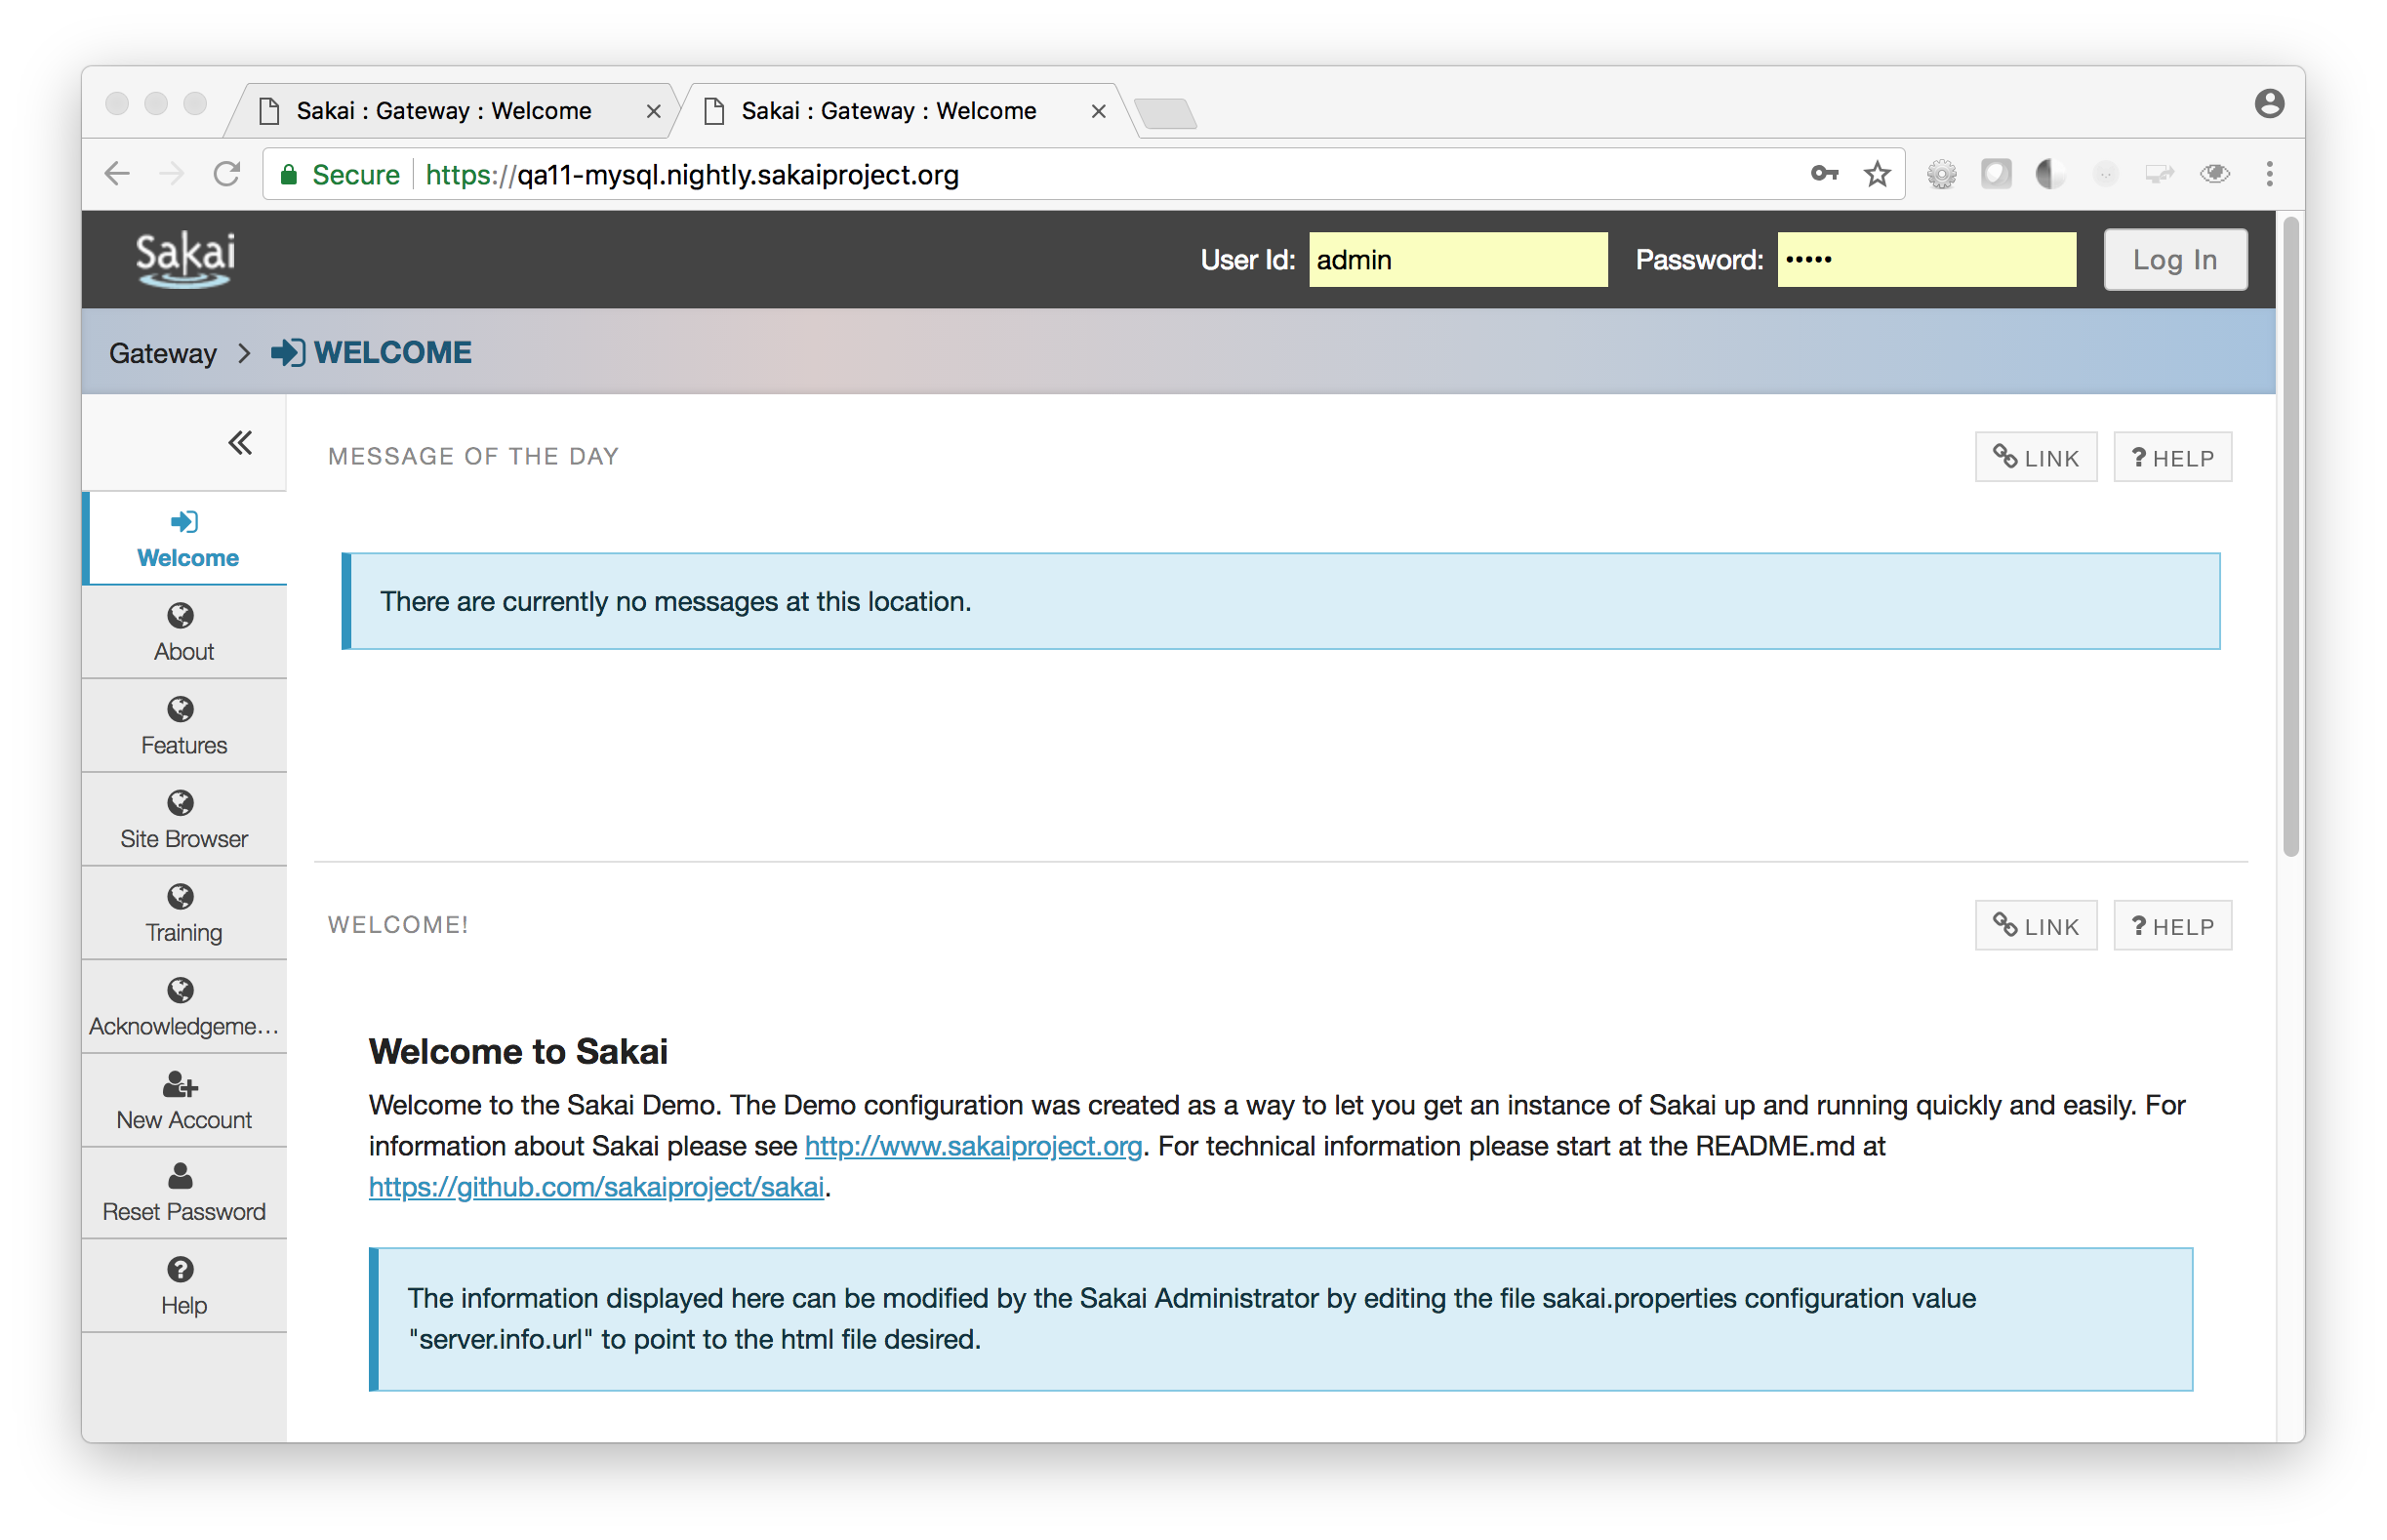 Sakai : Gateway : Welcome
Sakai : Gateway : Welcome
Secure
https://qa11-mysql.nightly.sakaiproject.org
Sakai
User Id:
admin
Password:
•••••
Log In
Gateway
WELCOME
MESSAGE OF THE DAY
LINK
? HELP
There are currently no messages at this location.
Welcome
About
Features
Site Browser
Training
Acknowledgeme…
New Account
Reset Password
Help
WELCOME!
LINK
? HELP
Welcome to Sakai
Welcome to the Sakai Demo. The Demo configuration was created as a way to let you get an instance of Sakai up and running quickly and easily. For
information about Sakai please see http://www.sakaiproject.org. For technical information please start at the README.md at
https://github.com/sakaiproject/sakai.
The information displayed here can be modified by the Sakai Administrator by editing the file sakai.properties configuration value
"server.info.url" to point to the html file desired.